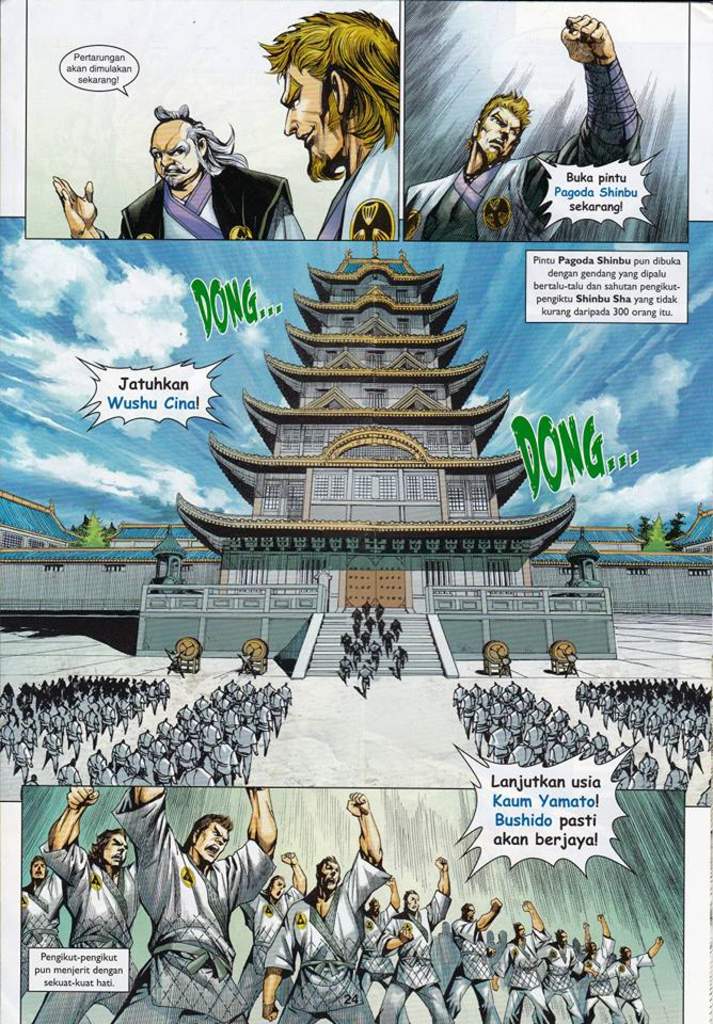 Pertarungan
akan dimulakan
sekarang!
Buka pintu
Pagoda Shinbu
sekarang!
Pintu Pagoda Shinbu pun dibuka
dengan gendang yang dipalu
bertalu-talu dan sahutan pengikut-
pengiktu Shinbu Sha yang tidak
kurang daripada 300 orang itu.
DONG...
Jatuhkan
Wushu Cina!
DONG...
Lanjutkan usia
Kaum Yamato!
Bushido pasti
akan berjaya!
Pengikut-pengikut
pun menjerit dengan
sekuat-kuat hati.
24